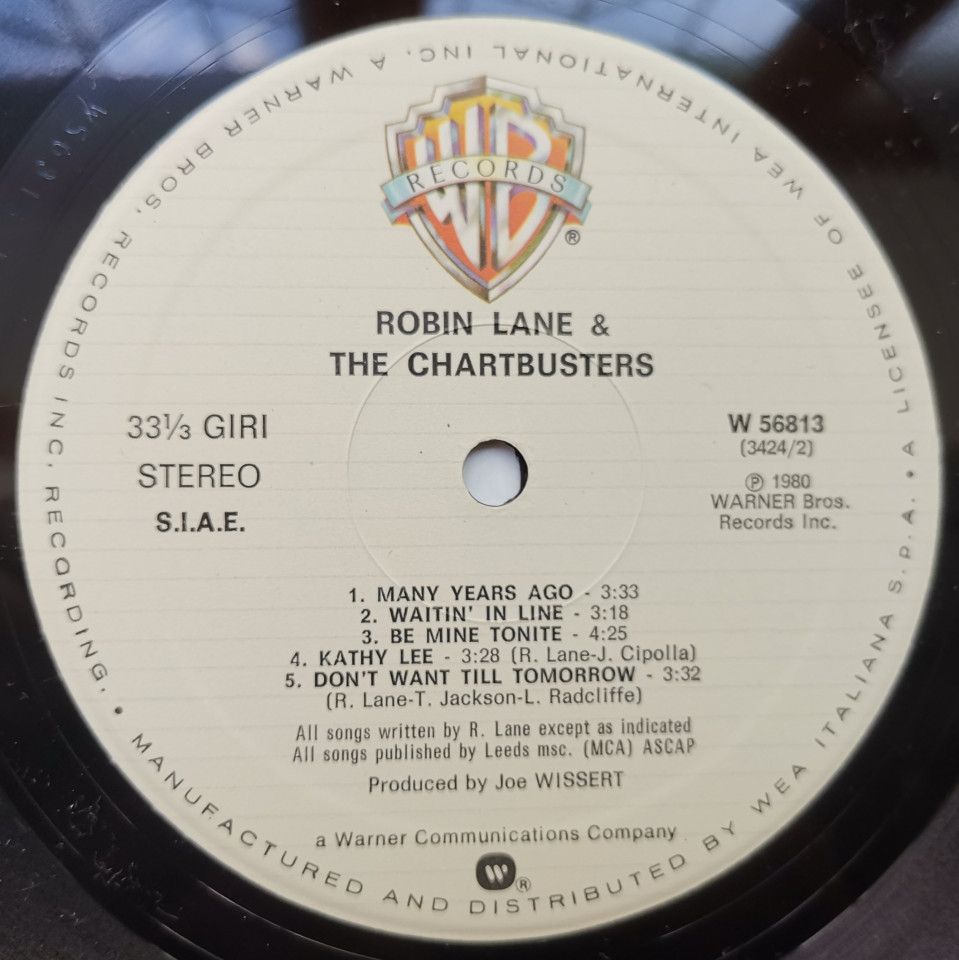 WB
RECORDS
®
ROBIN LANE &
THE CHARTBUSTERS
33⅓ GIRI
STEREO
S.I.A.E.
W 56813
(3424/2)
Ⓟ 1980
WARNER Bros.
Records Inc.
1. MANY YEARS AGO - 3:33
2. WAITIN' IN LINE - 3:18
3. BE MINE TONITE - 4:25
4. KATHY LEE - 3:28 (R. Lane-J. Cipolla)
5. DON'T WANT TILL TOMORROW - 3:32
(R. Lane-T. Jackson-L. Radcliffe)
All songs written by R. Lane except as indicated
All songs published by Leeds msc. (MCA) ASCAP
Produced by Joe WISSERT
a Warner Communications Company
W ®
• MANUFACTURED AND DISTRIBUTED BY WEA ITALIANA S.p.A. • A LICENSEE OF WEA INTERNATIONAL INC. A WARNER BROS. RECORDS INC. RECORDING.